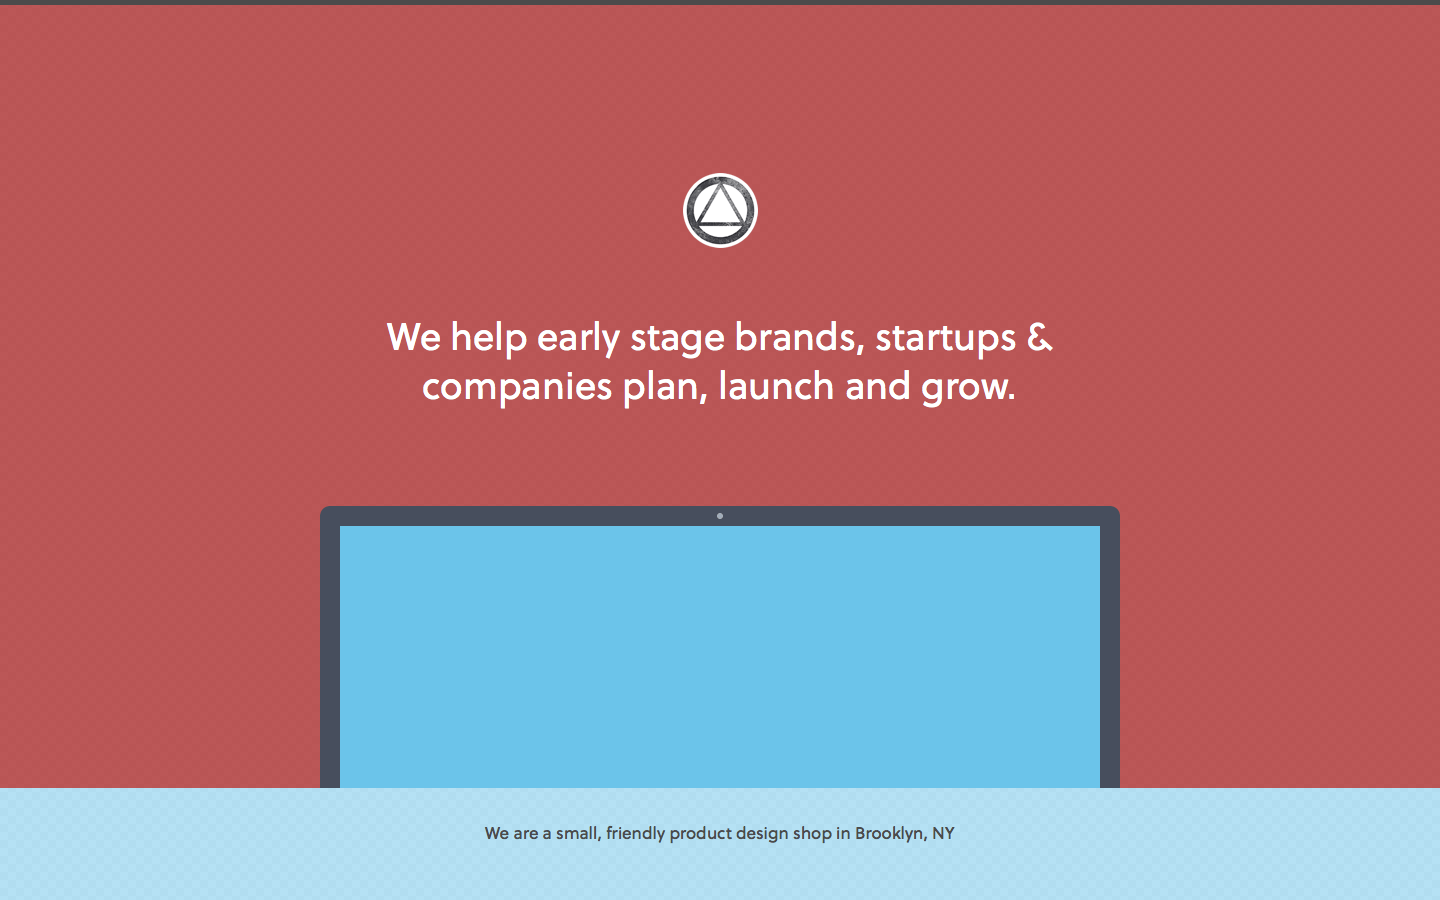 We help early stage brands, startups &
companies plan, launch and grow.
We are a small, friendly product design shop in Brooklyn, NY